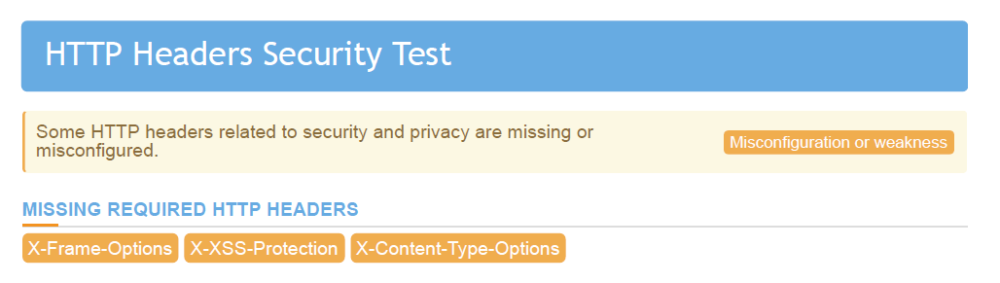 HTTP Headers Security Test
Some HTTP headers related to security and privacy are missing or
misconfigured.
Misconfiguration or weakness
MISSING REQUIRED HTTP HEADERS
X-Frame-Options X-XSS-Protection X-Content-Type-Options